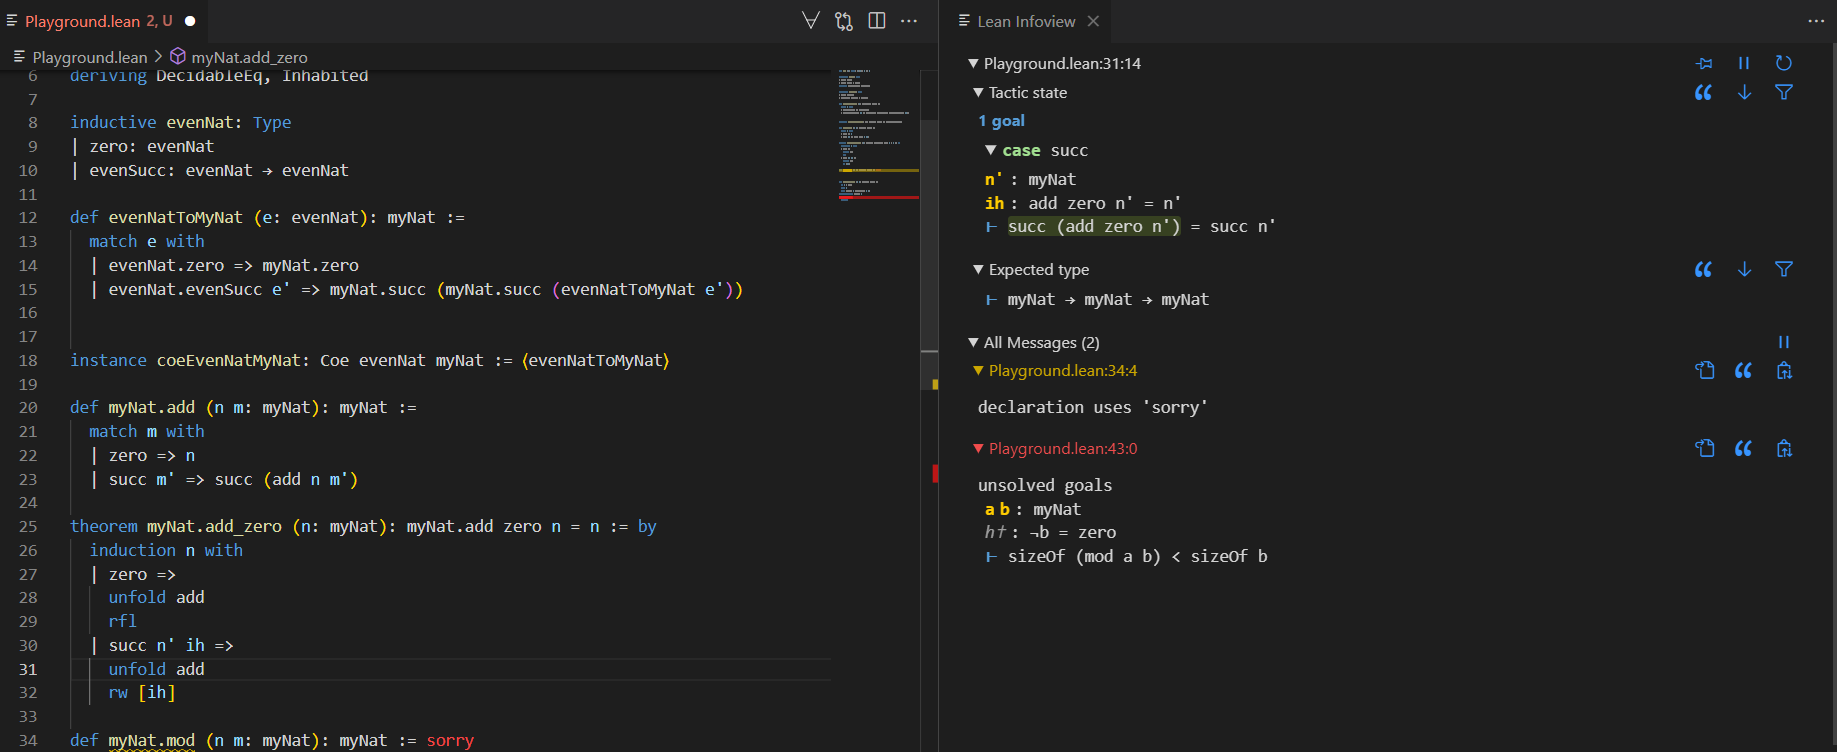 Playground.lean 2, U
Playground.lean > myNat.add_zero
6 deriving DecidableEq, Inhabited
7
8 inductive evenNat: Type
9 | zero: evenNat
10 | evenSucc: evenNat → evenNat
11
12 def evenNatToMyNat (e: evenNat): myNat :=
13 match e with
14 | evenNat.zero => myNat.zero
15 | evenNat.evenSucc e' => myNat.succ (myNat.succ (evenNatToMyNat e'))
16
17
18 instance coeEvenNatMyNat: Coe evenNat myNat := ⟨evenNatToMyNat⟩
19
20 def myNat.add (n m: myNat): myNat :=
21 match m with
22 | zero => n
23 | succ m' => succ (add n m')
24
25 theorem myNat.add_zero (n: myNat): myNat.add zero n = n := by
26 induction n with
27 | zero =>
28 unfold add
29 rfl
30 | succ n' ih =>
31 unfold add
32 rw [ih]
33
34 def myNat.mod (n m: myNat): myNat := sorry
Lean Infoview
Playground.lean:31:14
Tactic state
1 goal
case succ
n' : myNat
ih : add zero n' = n'
⊢ succ (add zero n') = succ n'
Expected type
⊢ myNat → myNat → myNat
All Messages (2)
Playground.lean:34:4
declaration uses 'sorry'
Playground.lean:43:0
unsolved goals
a b : myNat
h✝ : ¬b = zero
⊢ sizeOf (mod a b) < sizeOf b